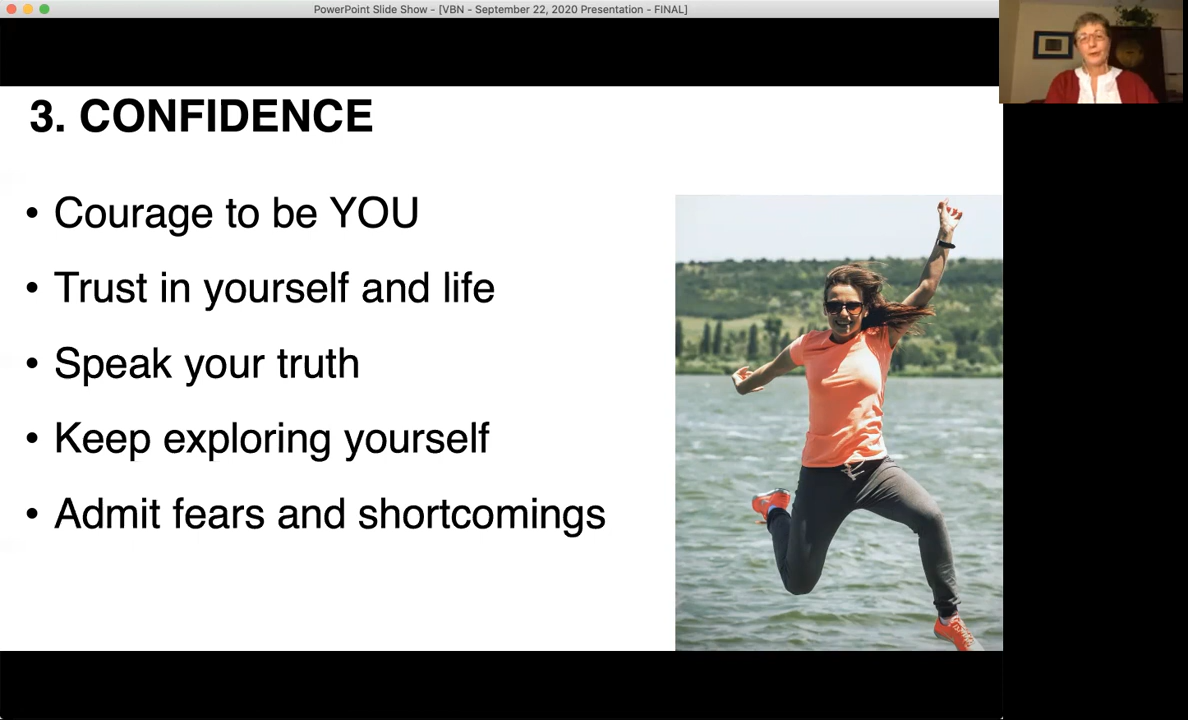 PowerPoint Slide Show - [VBN - September 22, 2020 Presentation - FINAL]
3. CONFIDENCE
• Courage to be YOU
• Trust in yourself and life
• Speak your truth
• Keep exploring yourself
• Admit fears and shortcomings